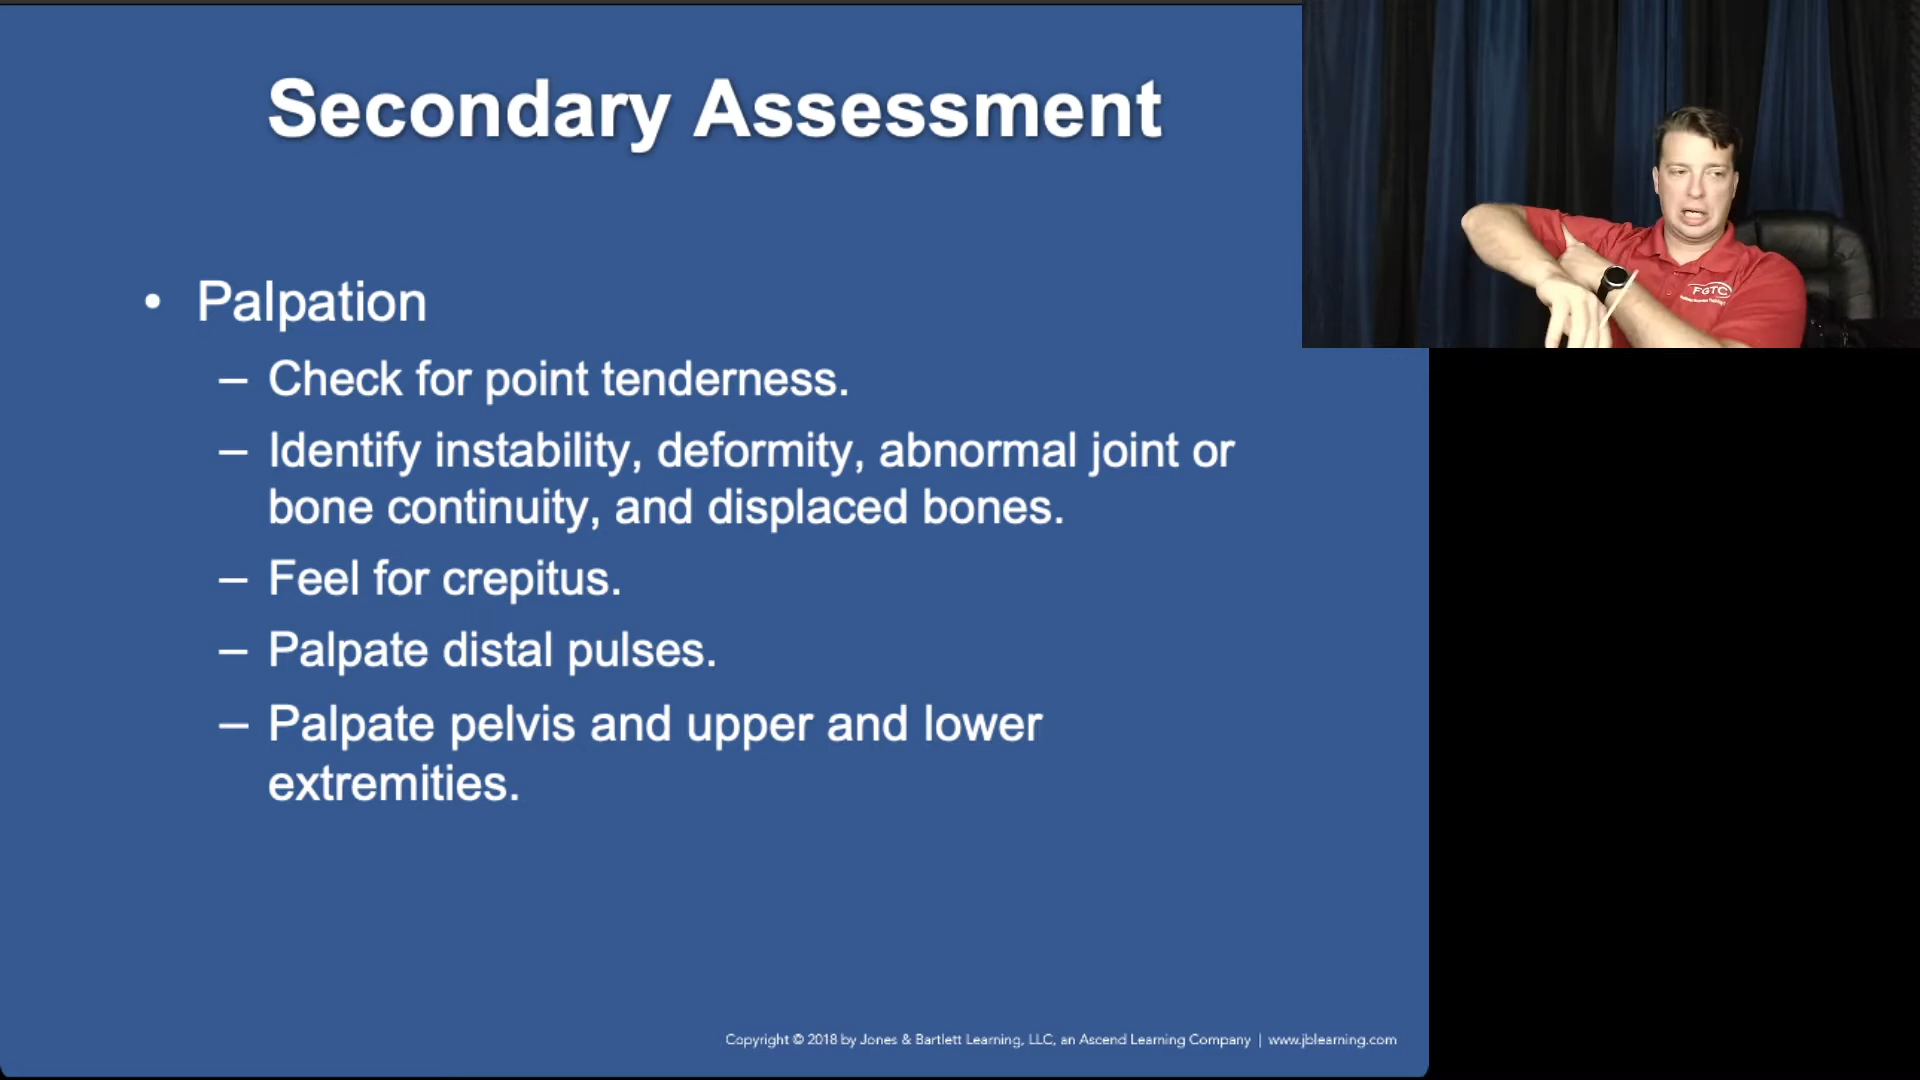 Secondary Assessment
• Palpation
– Check for point tenderness.
– Identify instability, deformity, abnormal joint or
bone continuity, and displaced bones.
– Feel for crepitus.
– Palpate distal pulses.
– Palpate pelvis and upper and lower
extremities.
FGTC
Copyright © 2018 by Jones & Bartlett Learning, LLC, an Ascend Learning Company | www.jblearning.com